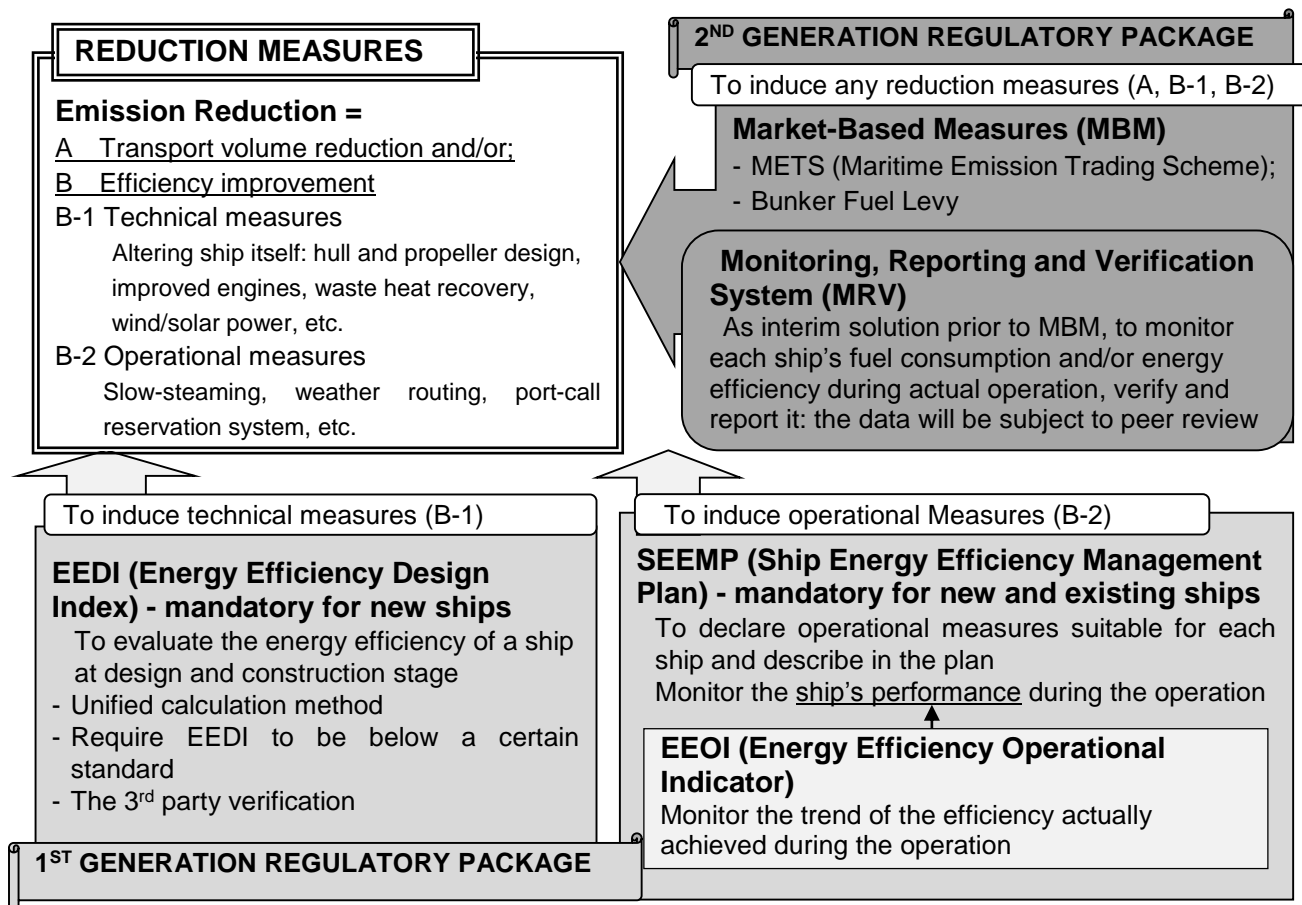 REDUCTION MEASURES
Emission Reduction =
A Transport volume reduction and/or;
B Efficiency improvement
B-1 Technical measures
Altering ship itself: hull and propeller design,
improved engines, waste heat recovery,
wind/solar power, etc.
B-2 Operational measures
Slow-steaming, weather routing, port-call
reservation system, etc.
2ND GENERATION REGULATORY PACKAGE
To induce any reduction measures (A, B-1, B-2)
Market-Based Measures (MBM)
- METS (Maritime Emission Trading Scheme);
- Bunker Fuel Levy
Monitoring, Reporting and Verification
System (MRV)
As interim solution prior to MBM, to monitor
each ship's fuel consumption and/or energy
efficiency during actual operation, verify and
report it: the data will be subject to peer review
To induce technical measures (B-1)
EEDI (Energy Efficiency Design
Index) - mandatory for new ships
To evaluate the energy efficiency of a ship
at design and construction stage
- Unified calculation method
- Require EEDI to be below a certain
standard
- The 3rd party verification
To induce operational Measures (B-2)
SEEMP (Ship Energy Efficiency Management
Plan) - mandatory for new and existing ships
To declare operational measures suitable for each
ship and describe in the plan
Monitor the ship's performance during the operation
EEOI (Energy Efficiency Operational
Indicator)
Monitor the trend of the efficiency actually
achieved during the operation
1ST GENERATION REGULATORY PACKAGE